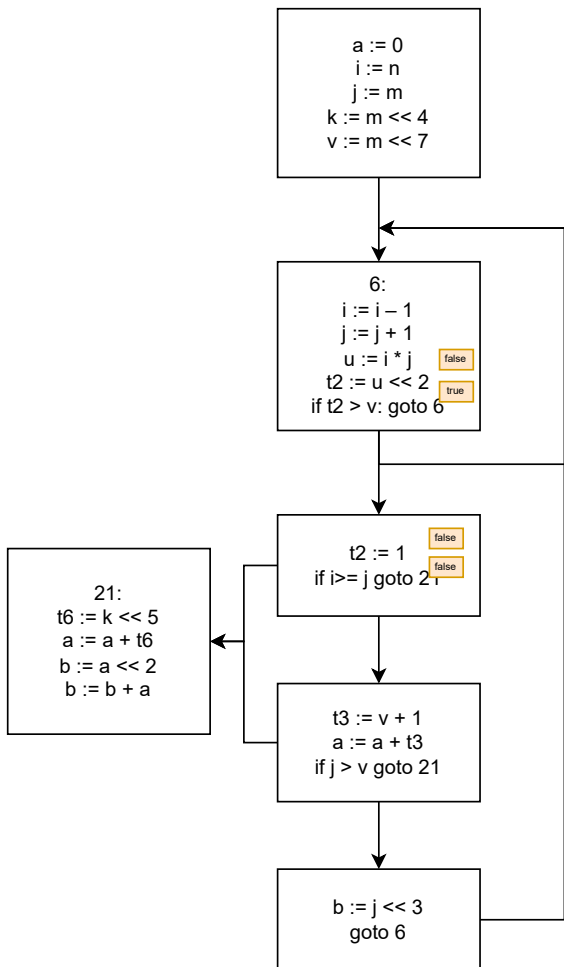 a := 0
i := n
j := m
k := m << 4
v := m << 7
6:
i := i – 1
j := j + 1
u := i * j
false
t2 := u << 2
true
if t2 > v: goto 6
false
t2 := 1
false
if i>= j goto 21
21:
t6 := k << 5
a := a + t6
b := a << 2
b := b + a
t3 := v + 1
a := a + t3
if j > v goto 21
b := j << 3
goto 6